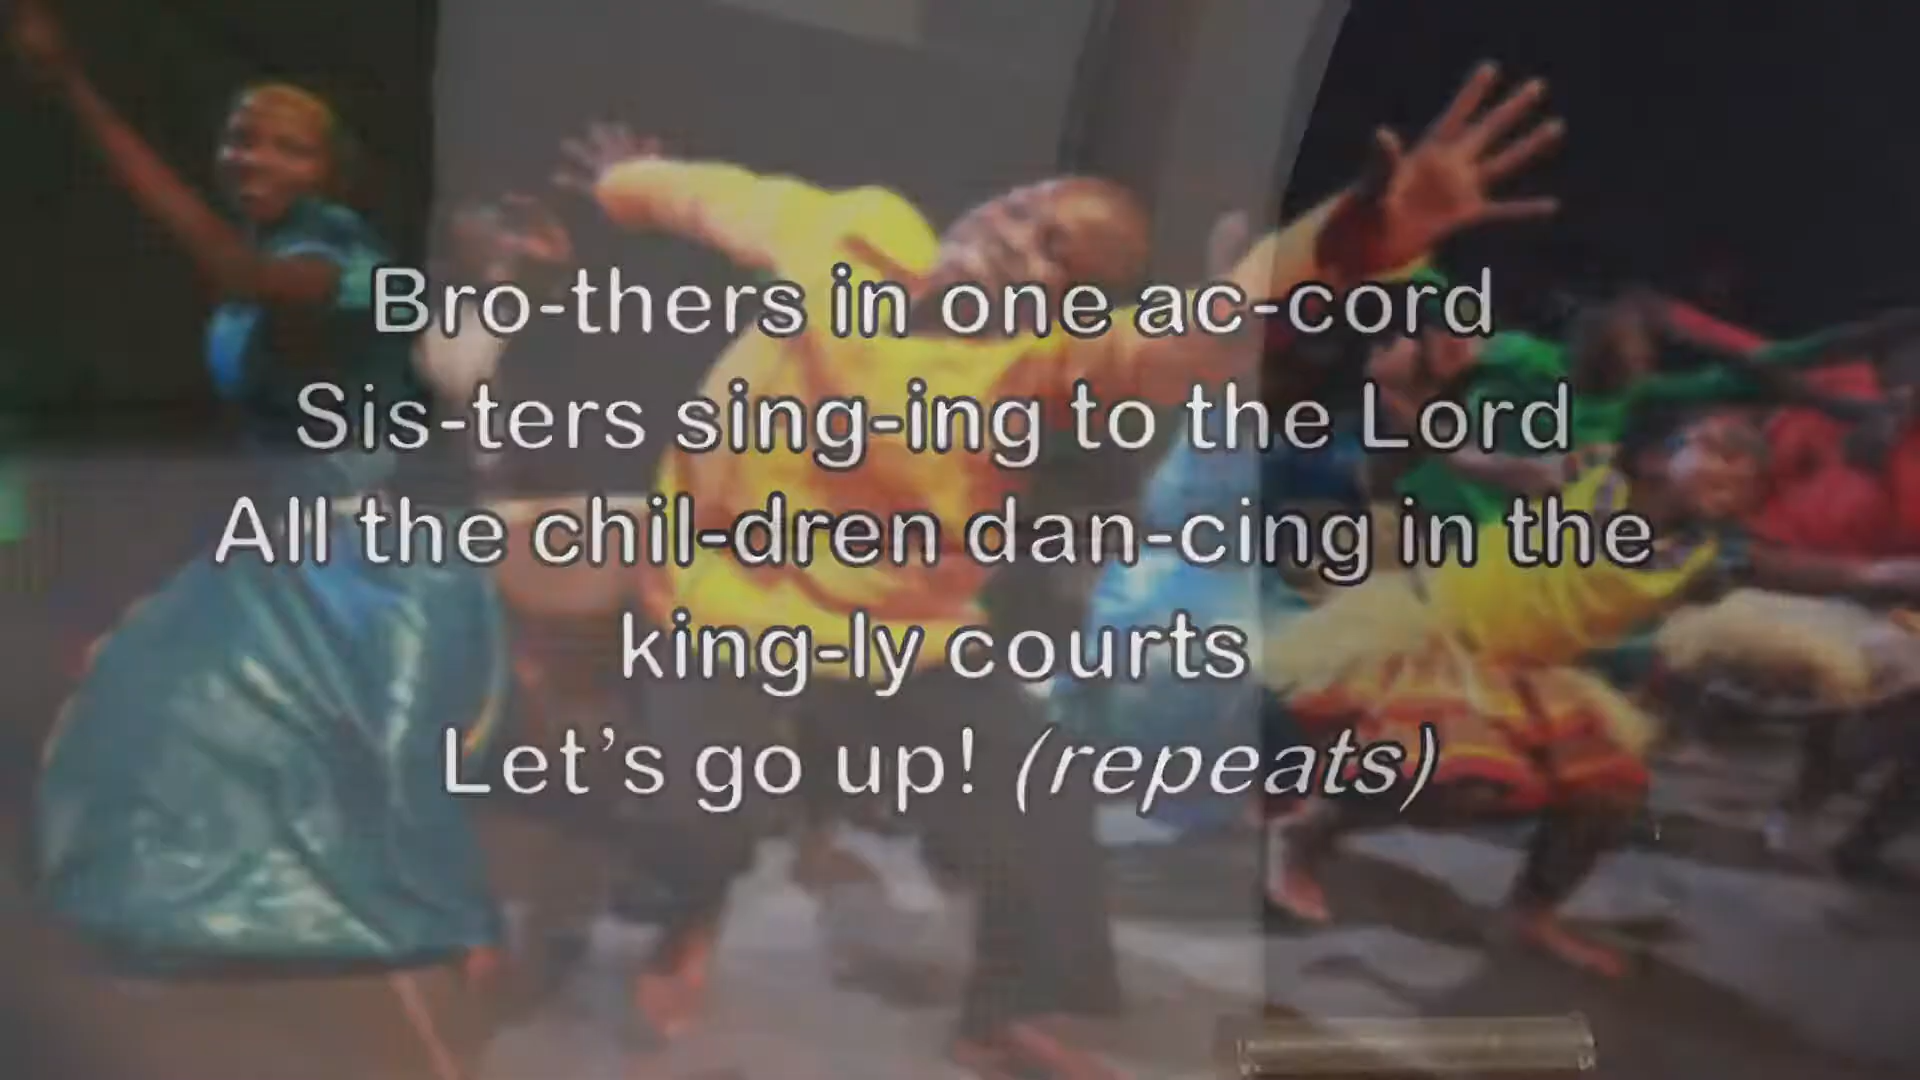 Bro-thers in one ac-cord
Sis-ters sing-ing to the Lord
All the chil-dren dan-cing in the
king-ly courts
Let’s go up! (repeats)